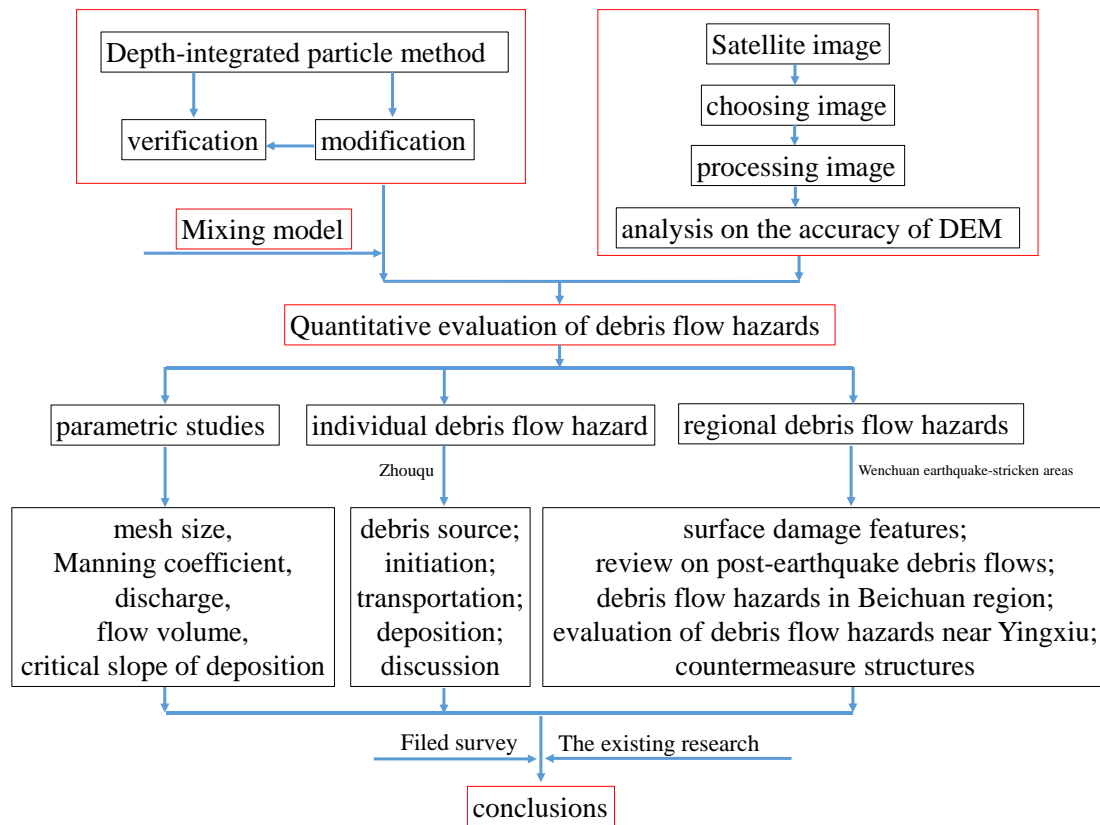 Depth-integrated particle method
verification
modification
Satellite image
choosing image
processing image
analysis on the accuracy of DEM
Mixing model
Quantitative evaluation of debris flow hazards
parametric studies
individual debris flow hazard
regional debris flow hazards
Zhouqu
Wenchuan earthquake-stricken areas
mesh size,
Manning coefficient,
discharge,
flow volume,
critical slope of deposition
debris source;
initiation;
transportation;
deposition;
discussion
surface damage features;
review on post-earthquake debris flows;
debris flow hazards in Beichuan region;
evaluation of debris flow hazards near Yingxiu;
countermeasure structures
Filed survey
The existing research
conclusions